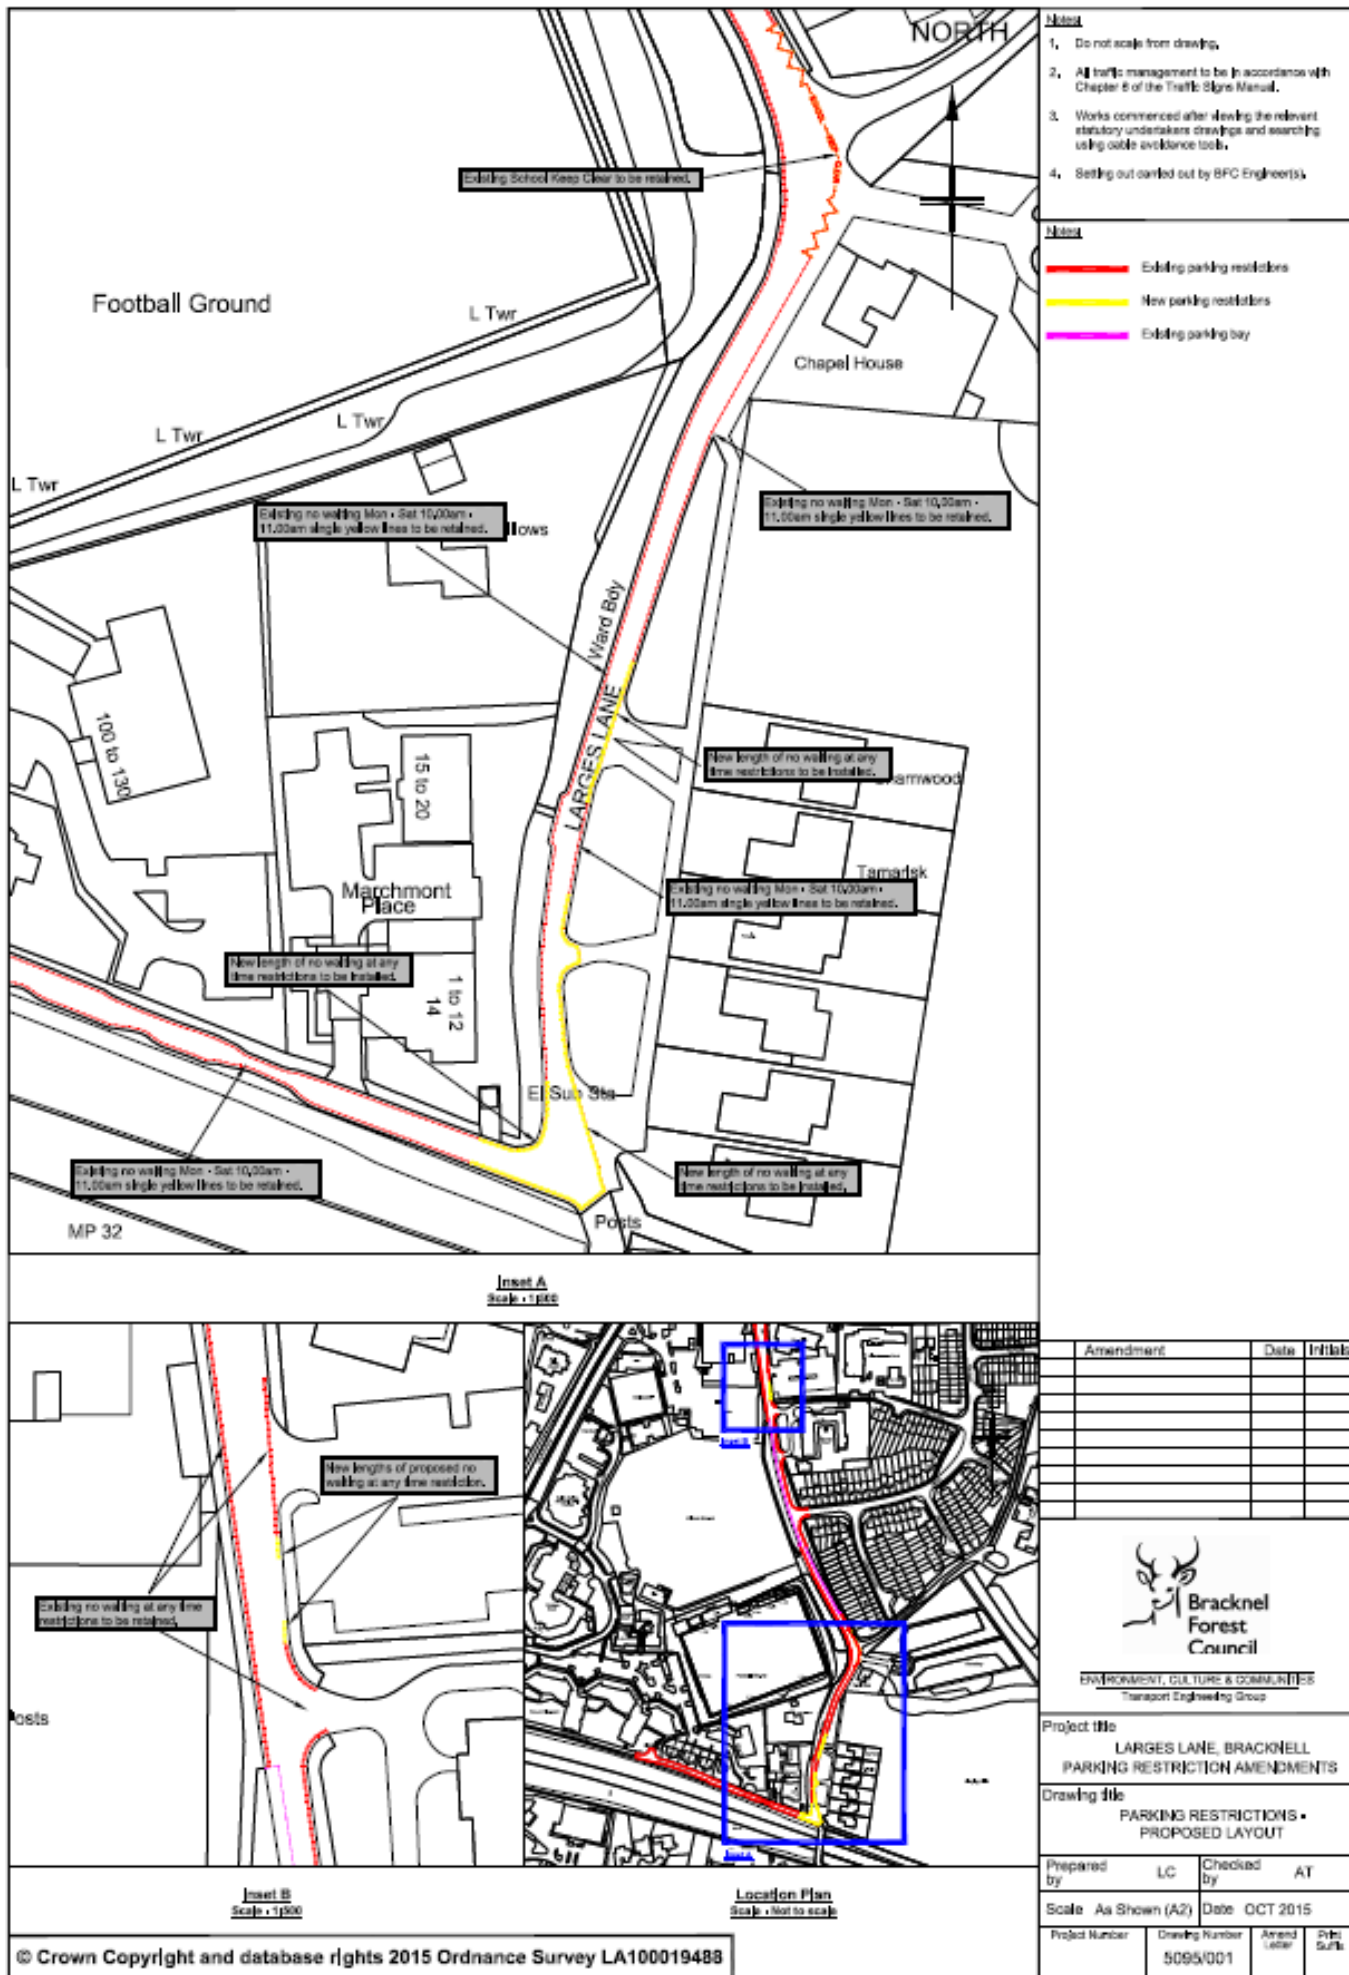 NORTH
Existing School Keep Clear to be retained.
Football Ground
L Twr
Chapel House
L Twr
L Twr
L Twr
Existing no waiting Mon - Sat 10.00am -
11.00am single yellow lines to be retained.
llows
Existing no waiting Mon - Sat 10.00am -
11.00am single yellow lines to be retained.
Ward Bdy
LARGES LANE
100 to 130
15 to 20
New length of no waiting at any
time restrictions to be installed.
harnwood
Tamarisk
Marchmont
Place
Existing no waiting Mon - Sat 10.00am -
11.00am single yellow lines to be retained.
New length of no waiting at any
time restrictions to be installed.
1 to 12
14
El Sub Sta
Existing no waiting Mon - Sat 10.00am -
11.00am single yellow lines to be retained.
New length of no waiting at any
time restrictions to be installed.
MP 32
Posts
Inset A
Scale - 1:500
New lengths of proposed no
waiting at any time restriction.
Existing no waiting at any time
restrictions to be retained.
osts
Inset B
Scale - 1:500
Inset B
Inset A
Location Plan
Scale - Not to scale
© Crown Copyright and database rights 2015 Ordnance Survey LA100019488
Notes
1. Do not scale from drawing.
2. All traffic management to be in accordance with
Chapter 8 of the Traffic Signs Manual.
3. Works commenced after viewing the relevant
statutory undertakers drawings and searching
using cable avoidance tools.
4. Setting out carried out by BFC Engineer(s).
Notes
Existing parking restrictions
New parking restrictions
Existing parking bay
Amendment Date Initials
Bracknell
Forest
Council
ENVIRONMENT, CULTURE & COMMUNITIES
Transport Engineering Group
Project title
LARGES LANE, BRACKNELL
PARKING RESTRICTION AMENDMENTS
Drawing title
PARKING RESTRICTIONS -
PROPOSED LAYOUT
Prepared by LC Checked by AT
Scale As Shown (A2) Date OCT 2015
Project Number Drawing Number Amend Letter Print Suffix
5095/001